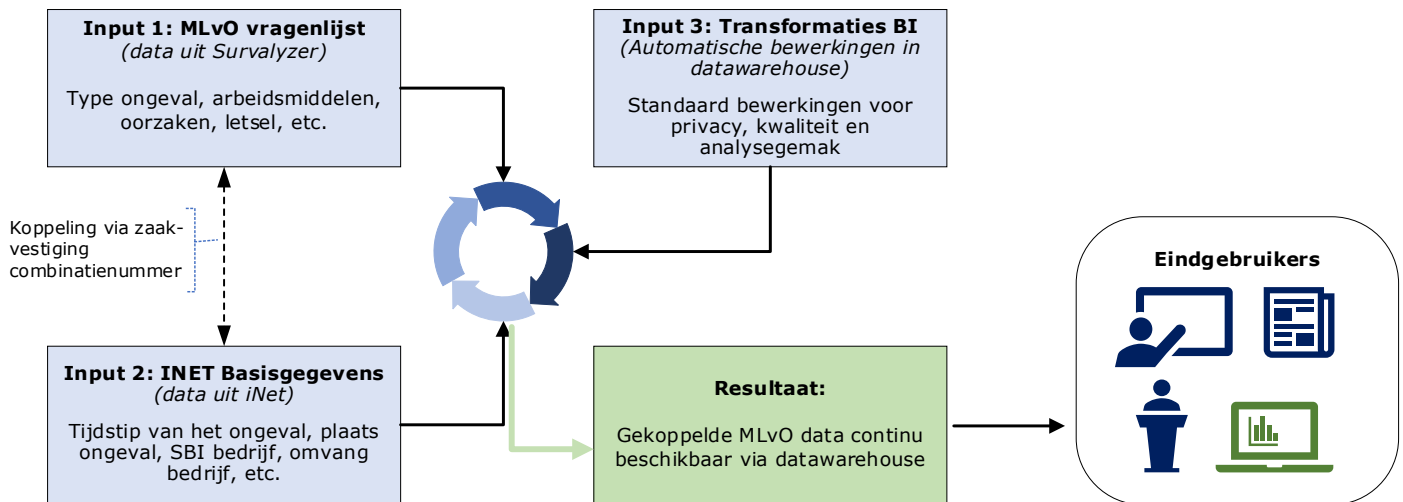 Input 1: MLvO vragenlijst
(data uit Survalyzer)
Type ongeval, arbeidsmiddelen,
oorzaken, letsel, etc.
Input 3: Transformaties BI
(Automatische bewerkingen in
datawarehouse)
Standaard bewerkingen voor
privacy, kwaliteit en
analysegemak
Koppeling via zaak-
vestiging
combinatienummer
Input 2: INET Basisgegevens
(data uit iNet)
Tijdstip van het ongeval, plaats
ongeval, SBI bedrijf, omvang
bedrijf, etc.
Resultaat:
Gekoppelde MLvO data continu
beschikbaar via datawarehouse
Eindgebruikers